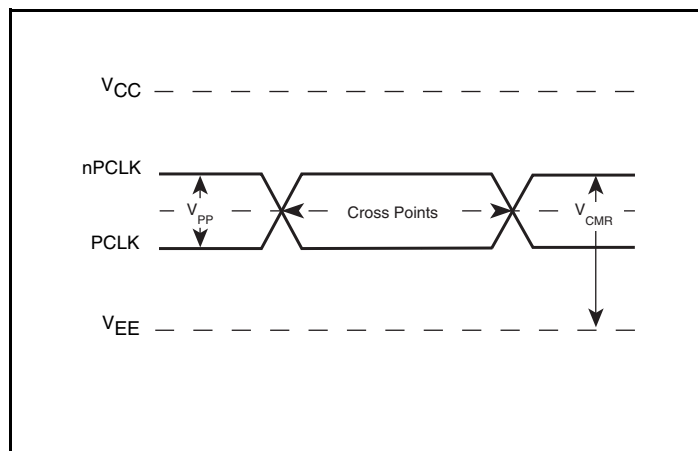 VCC
nPCLK
VPP
Cross Points
VCMR
PCLK
VEE